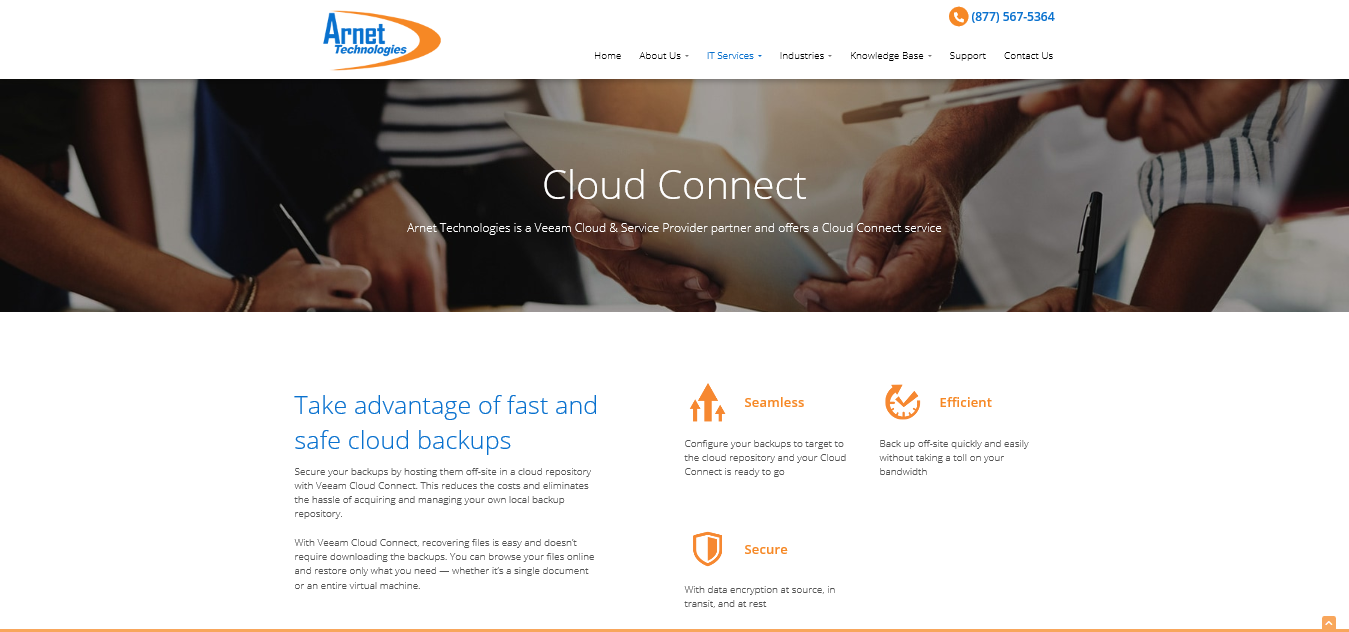 Arnet
Technologies
(877) 567-5364
Home About Us IT Services Industries Knowledge Base Support Contact Us
Cloud Connect
Arnet Technologies is a Veeam Cloud & Service Provider partner and offers a Cloud Connect service
Take advantage of fast and
safe cloud backups
Secure your backups by hosting them off-site in a cloud repository
with Veeam Cloud Connect. This reduces the costs and eliminates
the hassle of acquiring and managing your own local backup
repository.
With Veeam Cloud Connect, recovering files is easy and doesn't
require downloading the backups. You can browse your files online
and restore only what you need — whether it's a single document
or an entire virtual machine.
Seamless
Configure your backups to target to
the cloud repository and your Cloud
Connect is ready to go
Efficient
Back up off-site quickly and easily
without taking a toll on your
bandwidth
Secure
With data encryption at source, in
transit, and at rest